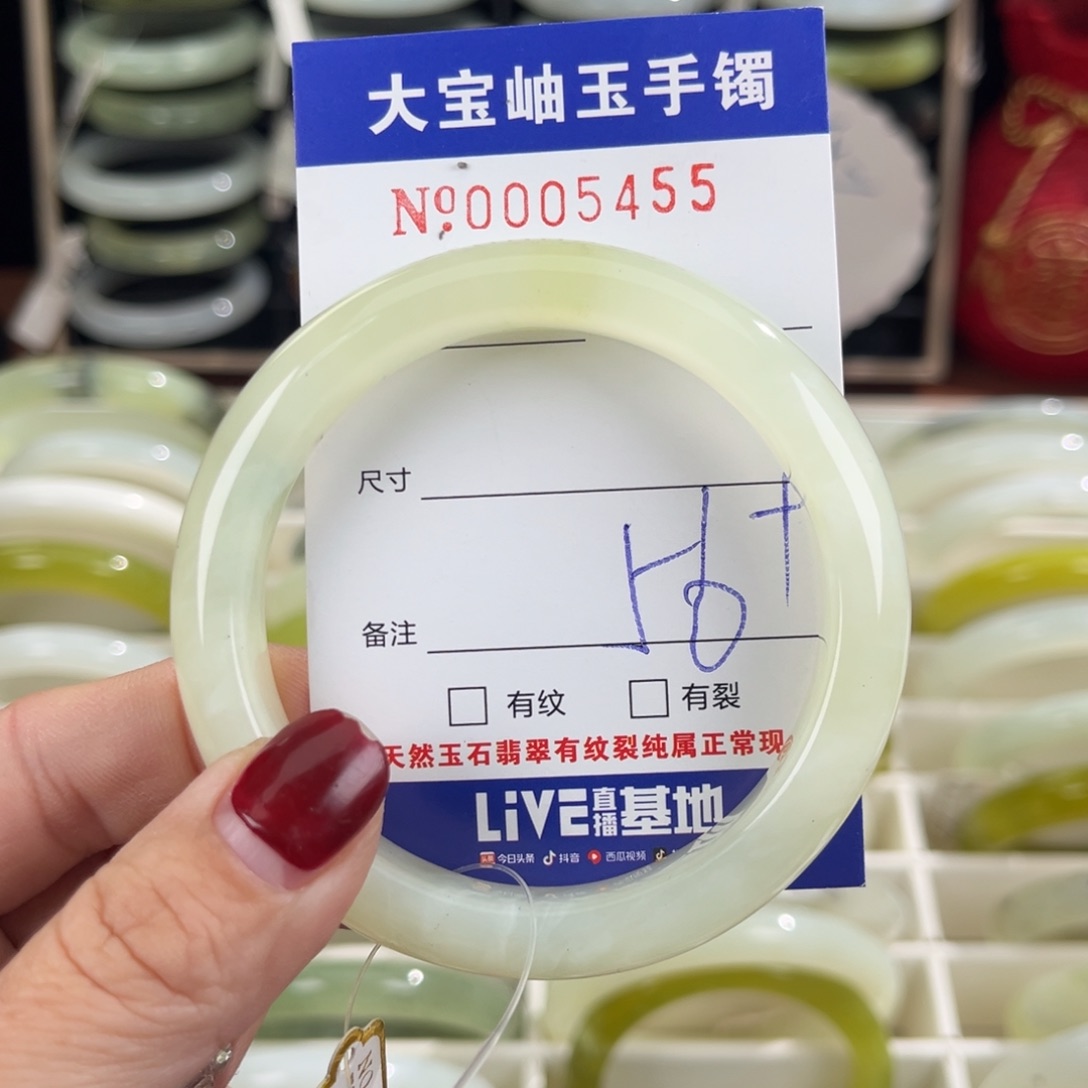 大宝岫玉手镯
Nº0005455
尺寸
56+
备注
有纹 有裂
天然玉石翡翠有纹裂纯属正常现
LiVE直播基地
今日头条 抖音 西瓜视频